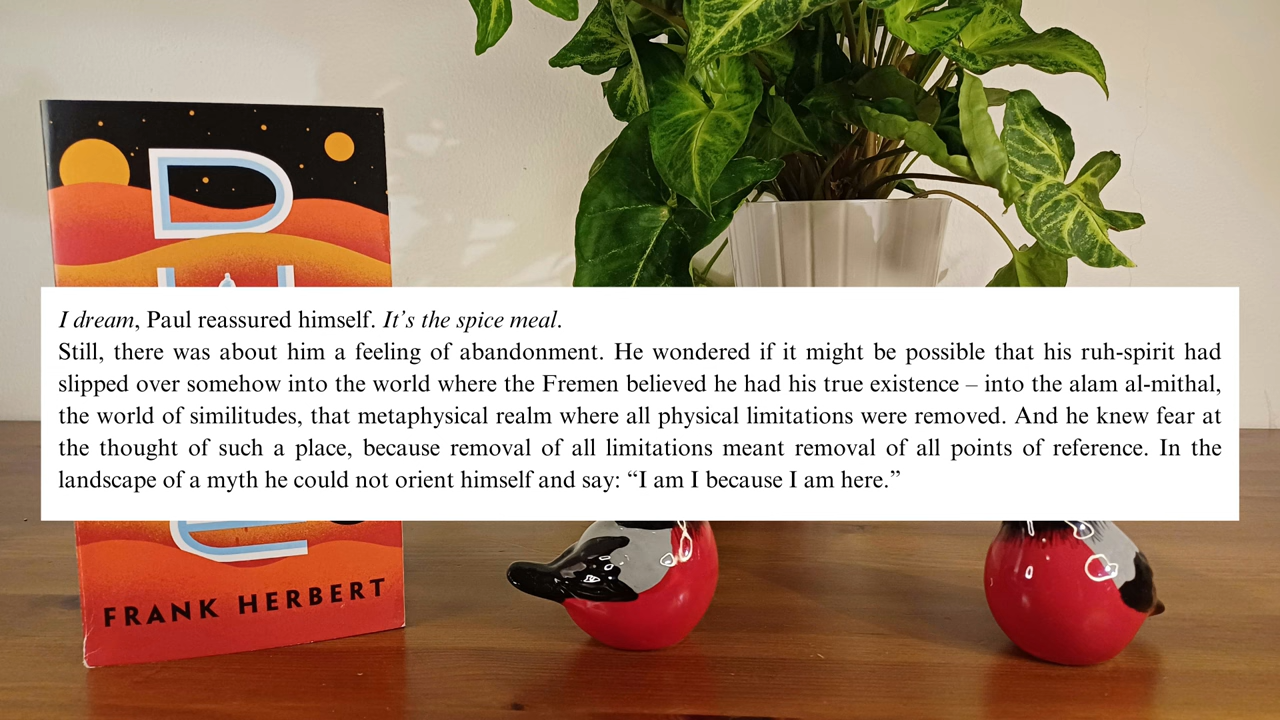 D
I dream, Paul reassured himself. It’s the spice meal.
Still, there was about him a feeling of abandonment. He wondered if it might be possible that his ruh-spirit had
slipped over somehow into the world where the Fremen believed he had his true existence – into the alam al-mithal,
the world of similitudes, that metaphysical realm where all physical limitations were removed. And he knew fear at
the thought of such a place, because removal of all limitations meant removal of all points of reference. In the
landscape of a myth he could not orient himself and say: “I am I because I am here.”
FRANK HERBERT